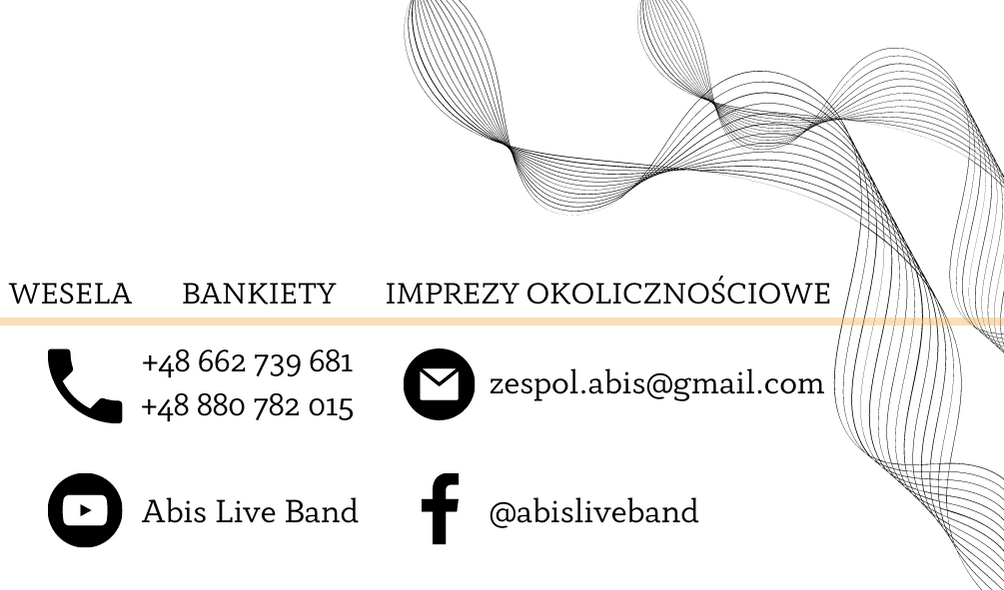 WESELA BANKIETY IMPREZY OKOLICZNOŚCIOWE
+48 662 739 681
+48 880 782 015
zespol.abis@gmail.com
Abis Live Band
@abisliveband